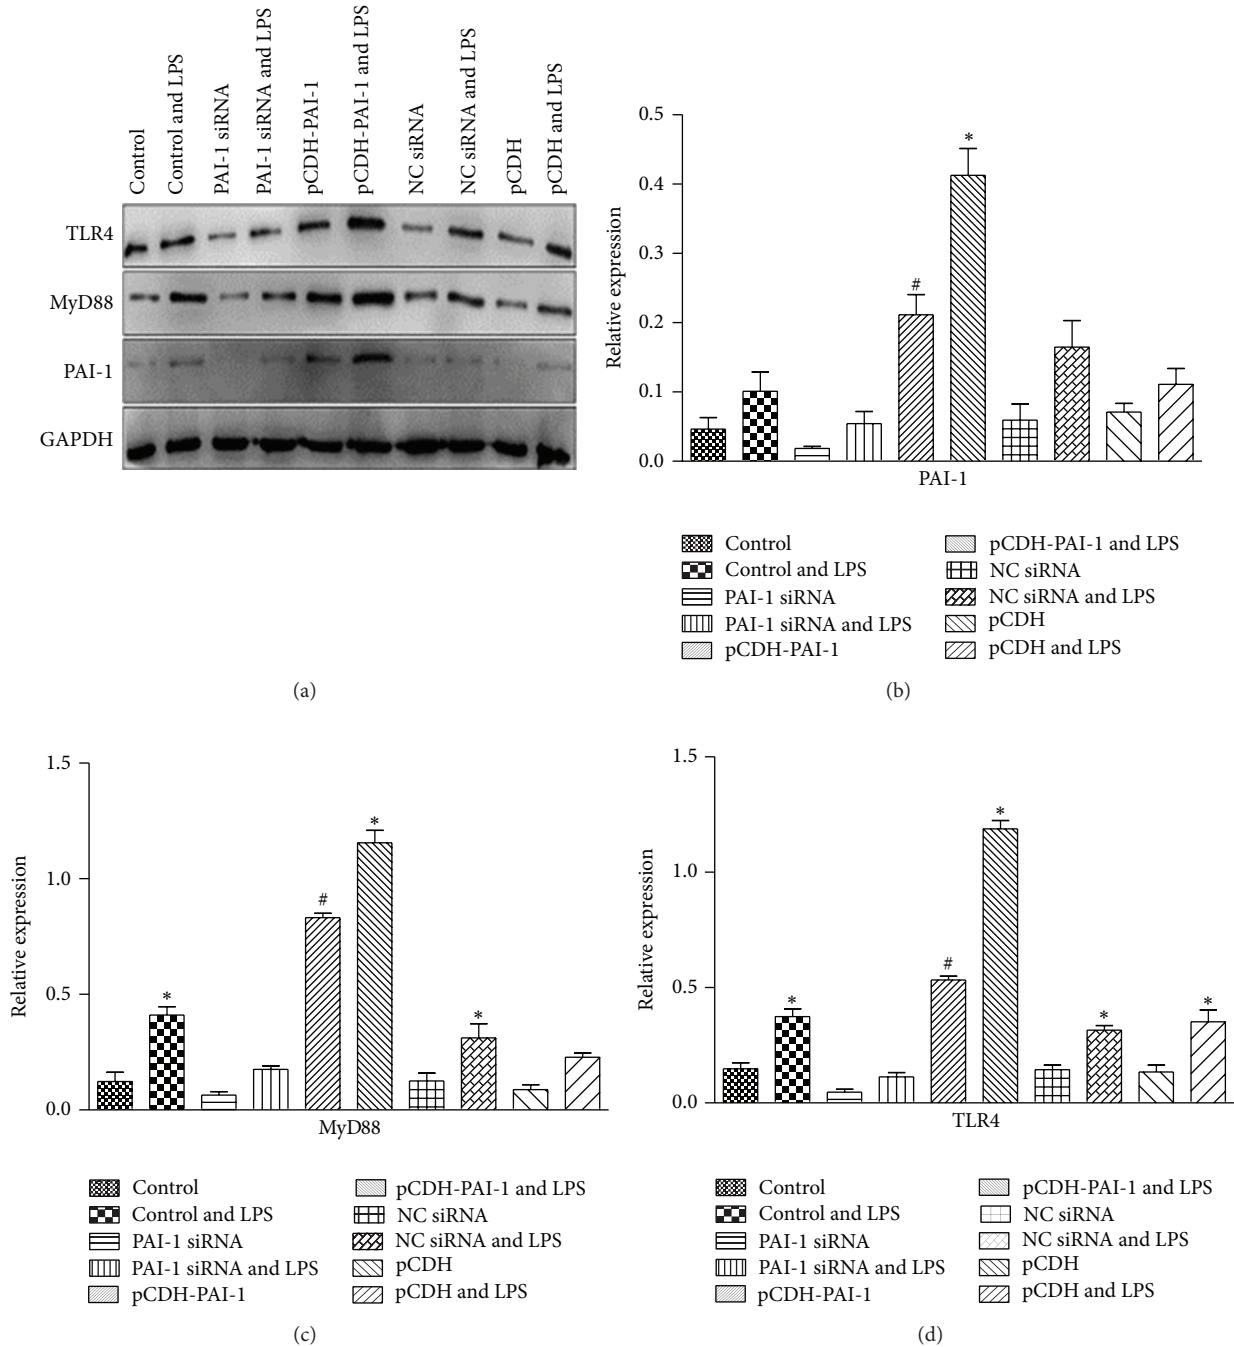 Control
Control and LPS
PAI-1 siRNA
PAI-1 siRNA and LPS
pCDH-PAI-1
pCDH-PAI-1 and LPS
NC siRNA
NC siRNA and LPS
pCDH
pCDH and LPS
TLR4
MyD88
PAI-1
GAPDH
(a)
Relative expression
0.5
0.4
0.3
0.2
0.1
0.0
#
*
PAI-1
Control
Control and LPS
PAI-1 siRNA
PAI-1 siRNA and LPS
pCDH-PAI-1
pCDH-PAI-1 and LPS
NC siRNA
NC siRNA and LPS
pCDH
pCDH and LPS
(b)
Relative expression
1.5
1.0
0.5
0.0
*
#
*
*
MyD88
Control
Control and LPS
PAI-1 siRNA
PAI-1 siRNA and LPS
pCDH-PAI-1
pCDH-PAI-1 and LPS
NC siRNA
NC siRNA and LPS
pCDH
pCDH and LPS
(c)
Relative expression
1.5
1.0
0.5
0.0
*
#
*
*
*
TLR4
Control
Control and LPS
PAI-1 siRNA
PAI-1 siRNA and LPS
pCDH-PAI-1
pCDH-PAI-1 and LPS
NC siRNA
NC siRNA and LPS
pCDH
pCDH and LPS
(d)